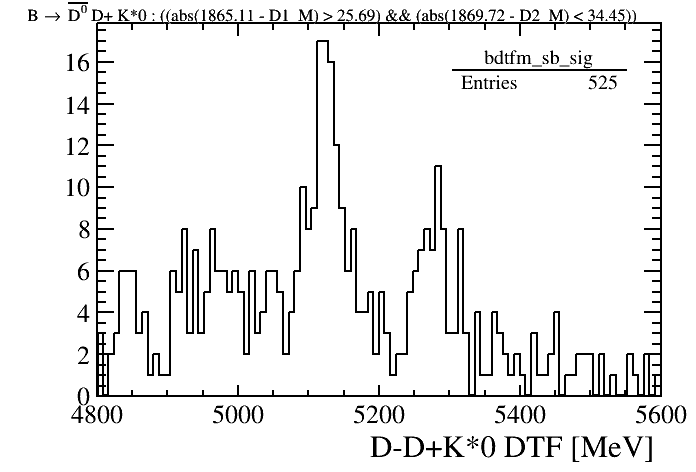 B → D̅⁰ D+ K*0 : ((abs(1865.11 - D1_M) > 25.69) && (abs(1869.72 - D2_M) < 34.45))
bdtfm_sb_sig
Entries 525
16
14
12
10
8
6
4
2
0
4800 5000 5200 5400 5600
D-D+K*0 DTF [MeV]